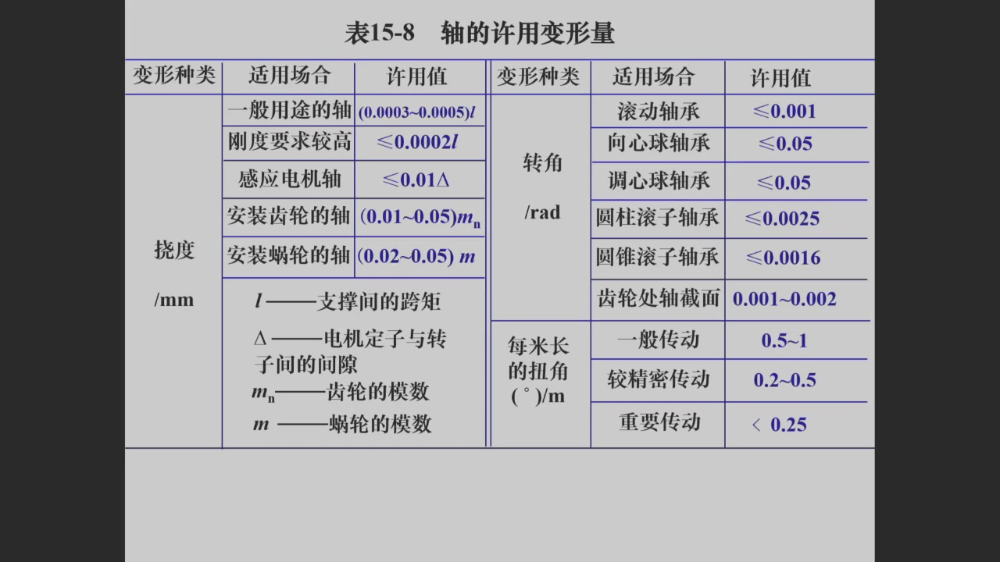 表15-8 轴的许用变形量
变形种类 适用场合 许用值 变形种类 适用场合 许用值
挠度
/mm
一般用途的轴 (0.0003~0.0005)l
刚度要求较高 ≤0.0002l
感应电机轴 ≤0.01Δ
安装齿轮的轴 (0.01~0.05)mn
安装蜗轮的轴 (0.02~0.05) m
l ——支撑间的跨矩
Δ ——电机定子与转
子间的间隙
mn——齿轮的模数
m ——蜗轮的模数
转角
/rad
滚动轴承 ≤0.001
向心球轴承 ≤0.05
调心球轴承 ≤0.05
圆柱滚子轴承 ≤0.0025
圆锥滚子轴承 ≤0.0016
齿轮处轴截面 0.001~0.002
每米长
的扭角
(°)/m
一般传动 0.5~1
较精密传动 0.2~0.5
重要传动 < 0.25